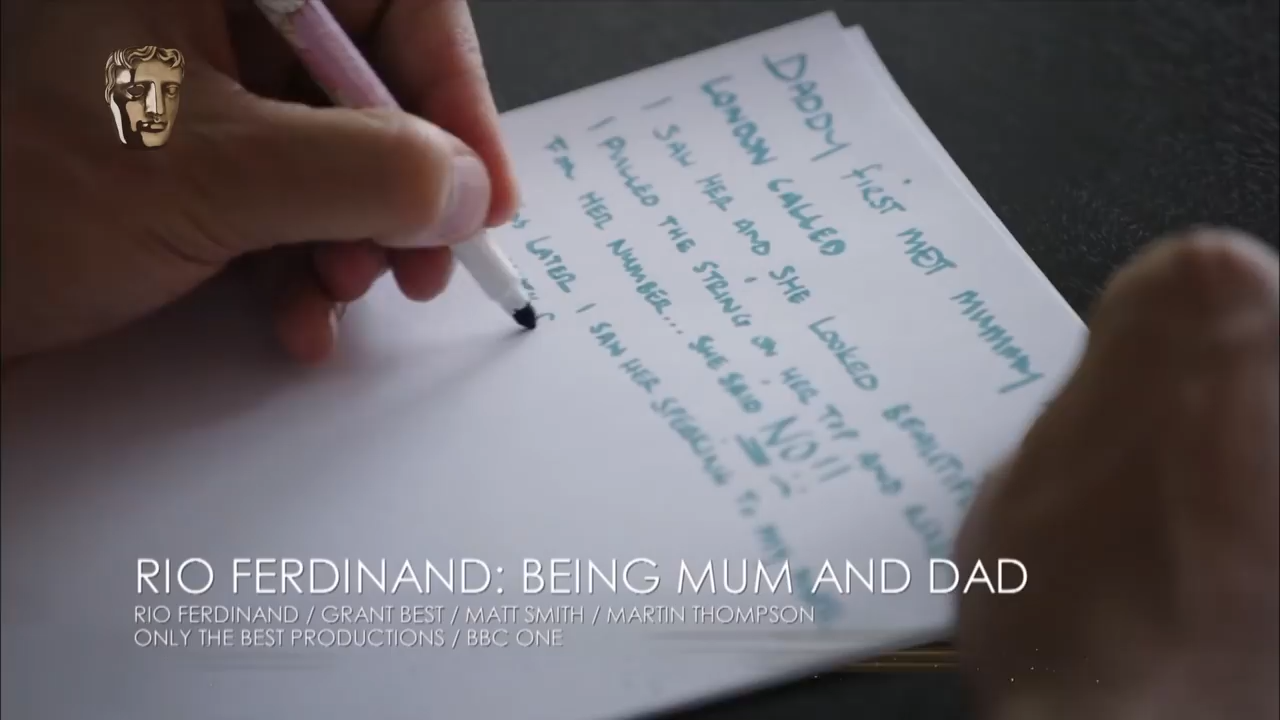 DADDY fiRST MET MUMMY
LONDON CALLED
I SAW HER AND SHE LOOKED
I PULLED THE STRING ON HER TOP AND
FOR HER NUMBER... SHE SAID NO!!
LATER I SAW HER SPEAKING TO MY
RIO FERDINAND: BEING MUM AND DAD
RIO FERDINAND / GRANT BEST / MATT SMITH / MARTIN THOMPSON
ONLY THE BEST PRODUCTIONS / BBC ONE